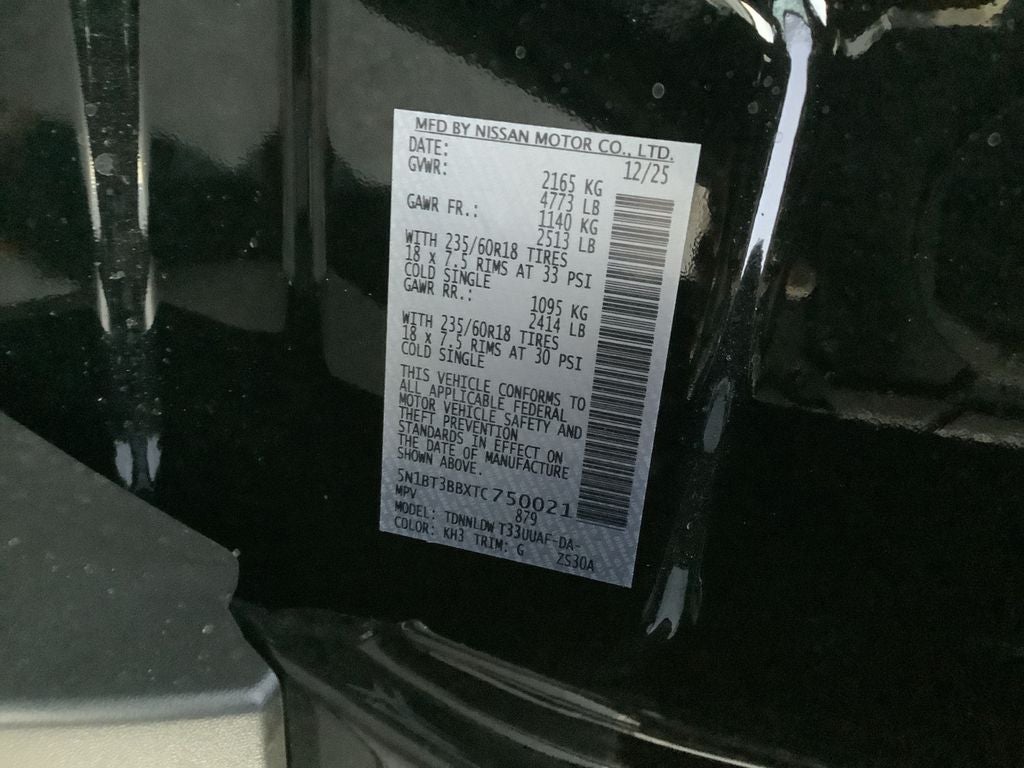 MFD BY NISSAN MOTOR CO., LTD.
DATE: 12/25
GVWR: 2165 KG
4773 LB
GAWR FR.: 1140 KG
2513 LB
WITH 235/60R18 TIRES
18 x 7.5 RIMS AT 33 PSI
COLD SINGLE
GAWR RR.: 1095 KG
2414 LB
WITH 235/60R18 TIRES
18 x 7.5 RIMS AT 30 PSI
COLD SINGLE
THIS VEHICLE CONFORMS TO
ALL APPLICABLE FEDERAL
MOTOR VEHICLE SAFETY AND
THEFT PREVENTION
STANDARDS IN EFFECT ON
THE DATE OF MANUFACTURE
SHOWN ABOVE.
5N1BT3BBXTC750021
MPV 879
MODEL: TDNNLDW T33UUAF-DA-
COLOR: KH3 TRIM: G ZS30A